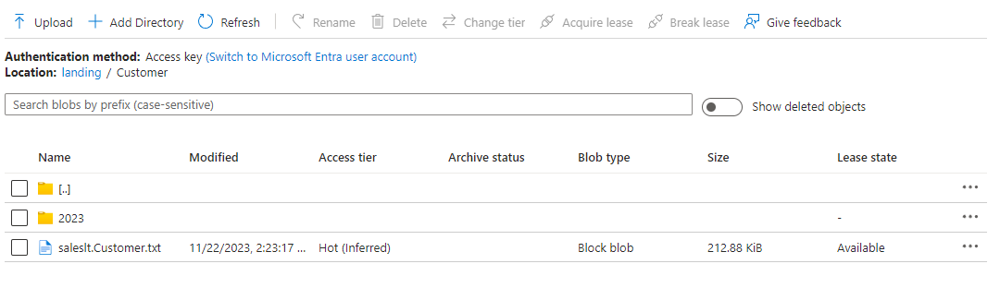 Upload Add Directory Refresh Rename Delete Change tier Acquire lease Break lease Give feedback
Authentication method: Access key (Switch to Microsoft Entra user account)
Location: landing / Customer
Search blobs by prefix (case-sensitive) Show deleted objects
Name Modified Access tier Archive status Blob type Size Lease state
[..] •••
2023 - •••
saleslt.Customer.txt 11/22/2023, 2:23:17 ... Hot (Inferred) Block blob 212.88 KiB Available •••